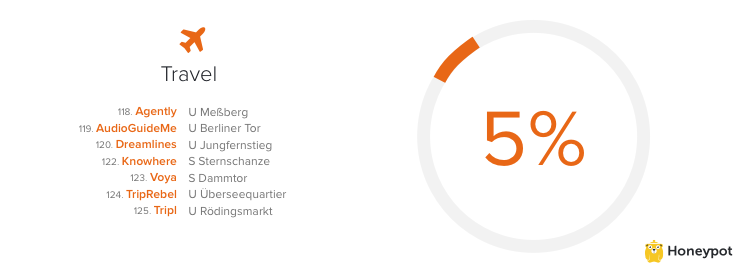 Travel
118. Agently U Meßberg
119. AudioGuideMe U Berliner Tor
120. Dreamlines U Jungfernstieg
122. Knowhere S Sternschanze
123. Voya S Dammtor
124. TripRebel U Überseequartier
125. Tripl U Rödingsmarkt
5%
Honeypot